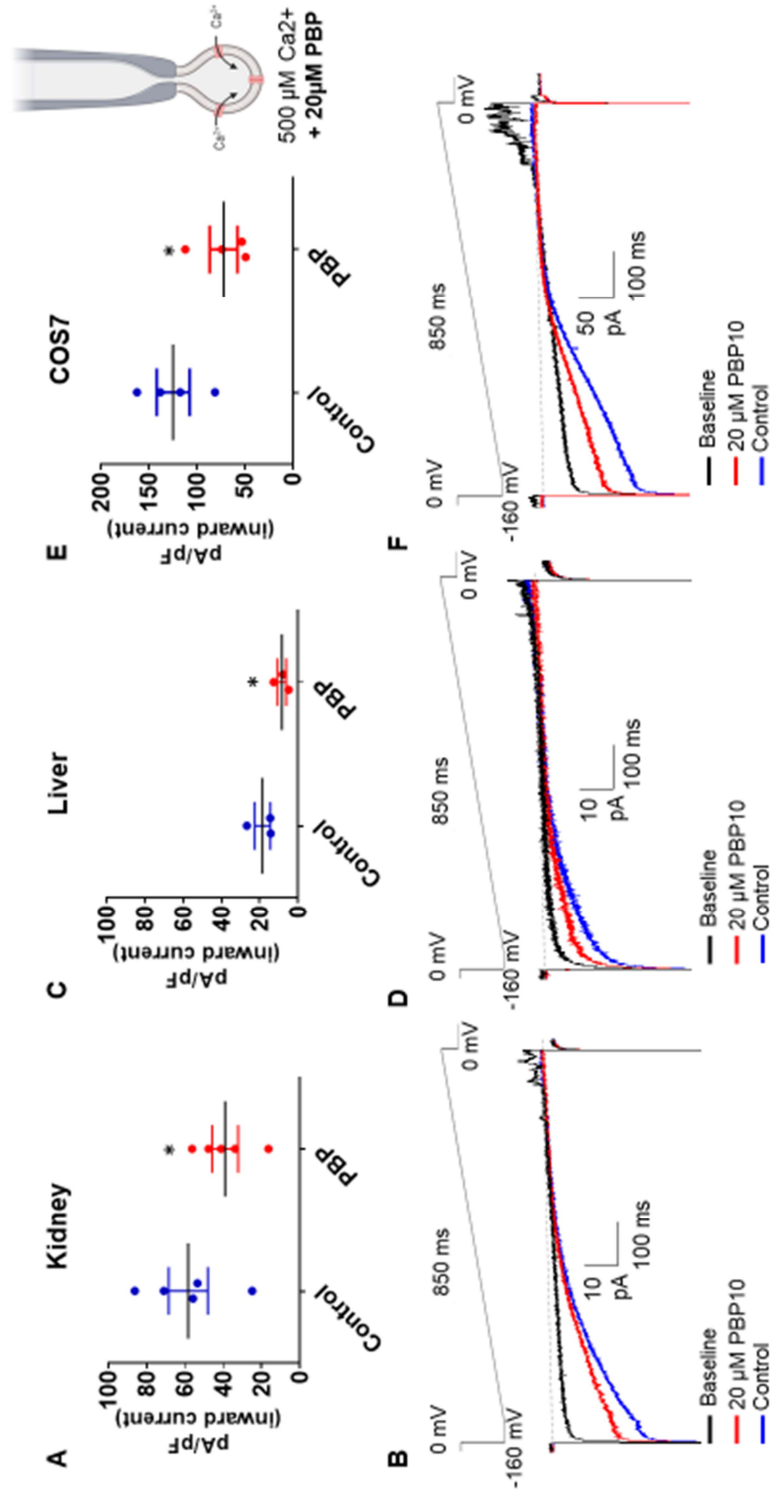 A
Kidney
pA/pF
(inward current)
100
80
60
40
20
0
Control
PBP
*
C
Liver
pA/pF
(inward current)
100
80
60
40
20
0
Control
PBP
*
E
COS7
pA/pF
(inward current)
200
150
100
50
0
Control
PBP
*
Ca²⁺
Ca²⁺
500 µM Ca2+
+ 20µM PBP
B
0 mV
850 ms
-160 mV
0 mV
10
pA
100 ms
Baseline
20 µM PBP10
Control
D
0 mV
850 ms
-160 mV
0 mV
10
pA
100 ms
Baseline
20 µM PBP10
Control
F
0 mV
850 ms
-160 mV
0 mV
50
pA
100 ms
Baseline
20 µM PBP10
Control